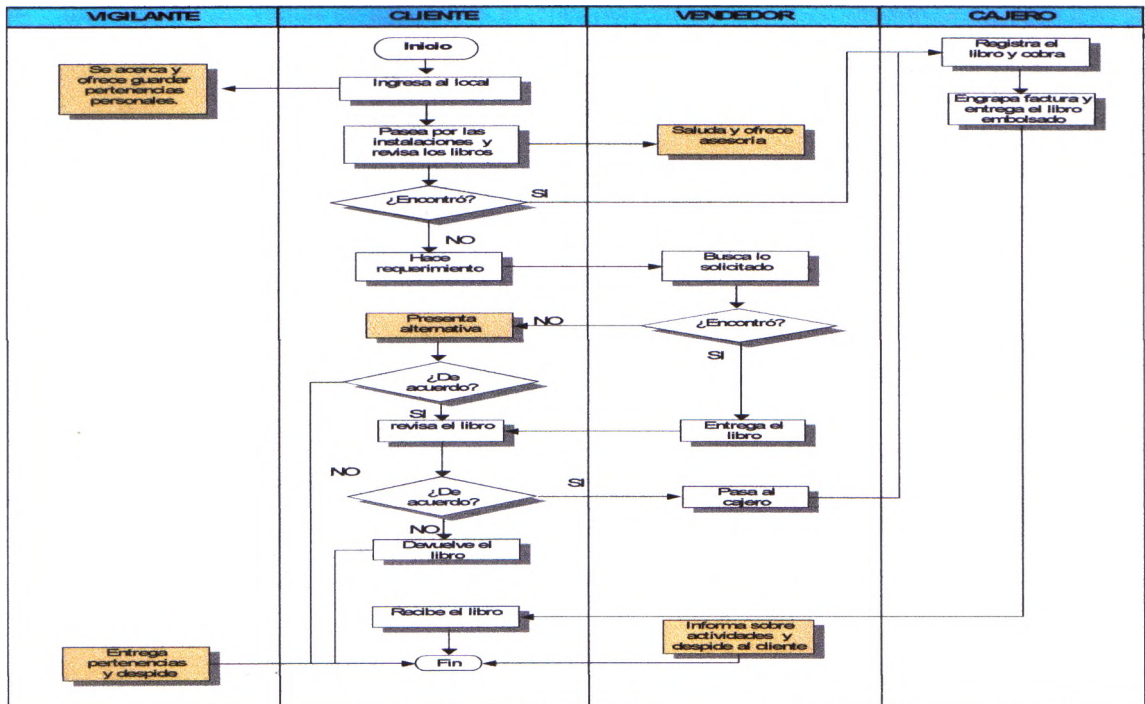 VIGILANTE
CLIENTE
VENDEDOR
CAJERO
Inicio
Registra el
libro y cobra
Se acerca y
ofrece guardar
pertenencias
personales.
Ingresa al local
Engrapa factura y
entrega el libro
embolsado
Pasea por las
instalaciones y
revisa los libros
Saluda y ofrece
asesoría
¿Encontró?
SI
NO
Hace
requerimiento
Busca lo
solicitado
Presenta
alternativa
NO
¿Encontró?
SI
¿De
acuerdo?
SI
revisa el libro
Entrega el
libro
NO
¿De
acuerdo?
SI
Pasa al
cajero
NO
Devuelve el
libro
Recibe el libro
Informa sobre
actividades y
despide al cliente
Entrega
pertenencias
y despide
Fin